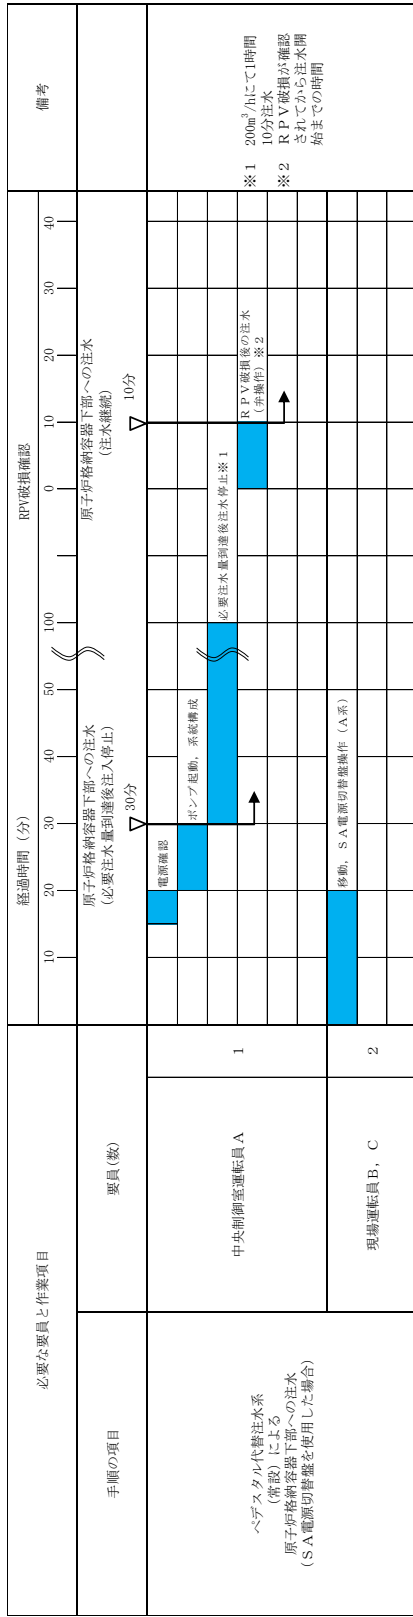 必要な要員と作業項目
経過時間（分）
RPV破損確認
備考
手順の項目
要員(数)
10
20
30
40
50
100
0
10
20
30
40
原子炉格納容器下部への注水
(必要注水量到達後注入停止)
30分
原子炉格納容器下部への注水
(注水継続)
10分
ペデスタル代替注水系
(常設) による
原子炉格納容器下部への注水
(ＳＡ電源切替盤を使用した場合)
中央制御室運転員Ａ
1
電源確認
ポンプ起動，系統構成
必要注水量到達後注水停止※１
ＲＰＶ破損後の注水
（弁操作）※２
現場運転員Ｂ，Ｃ
2
移動，ＳＡ電源切替盤操作（Ａ系）
※１ 200m³/hにて1時間
10分注水
※２ ＲＰＶ破損が確認
されてから注水開
始までの時間